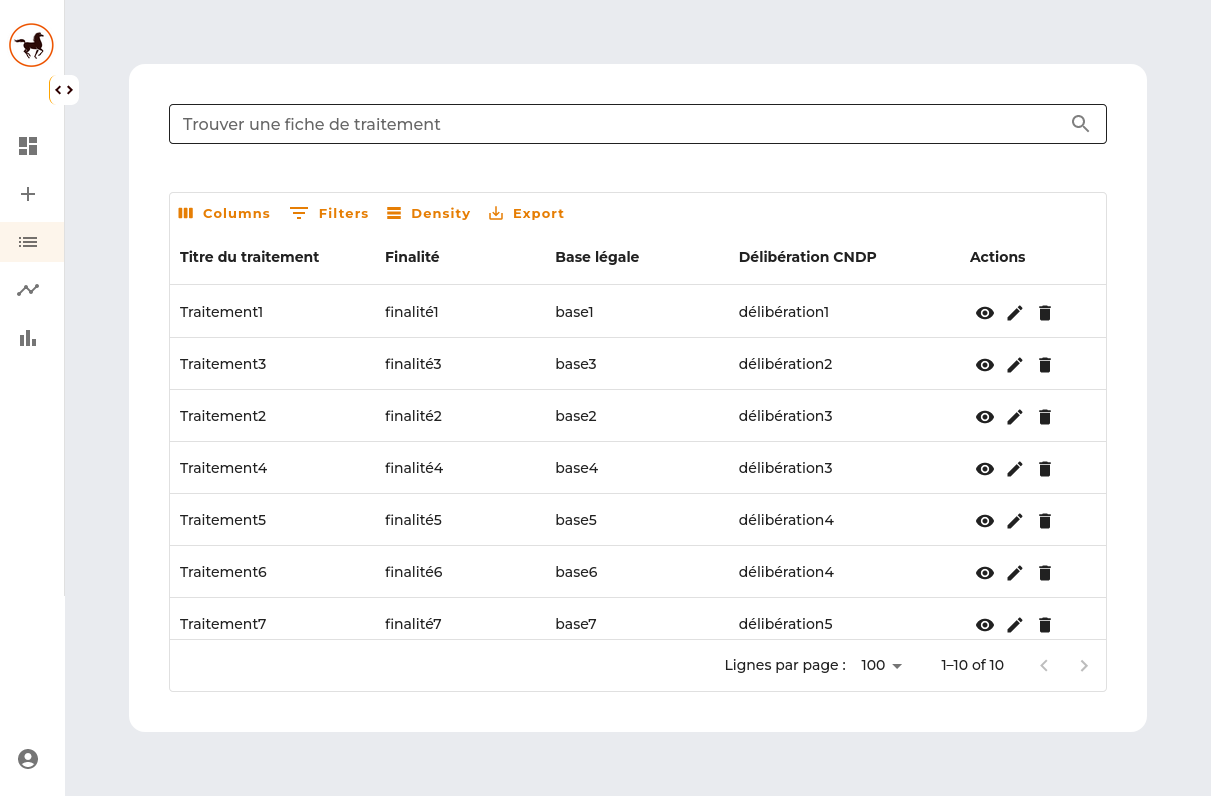 Trouver une fiche de traitement
Columns Filters Density Export
Titre du traitement Finalité Base légale Délibération CNDP Actions
Traitement1 finalité1 base1 délibération1
Traitement3 finalité3 base3 délibération2
Traitement2 finalité2 base2 délibération3
Traitement4 finalité4 base4 délibération3
Traitement5 finalité5 base5 délibération4
Traitement6 finalité6 base6 délibération4
Traitement7 finalité7 base7 délibération5
Lignes par page : 100 1–10 of 10